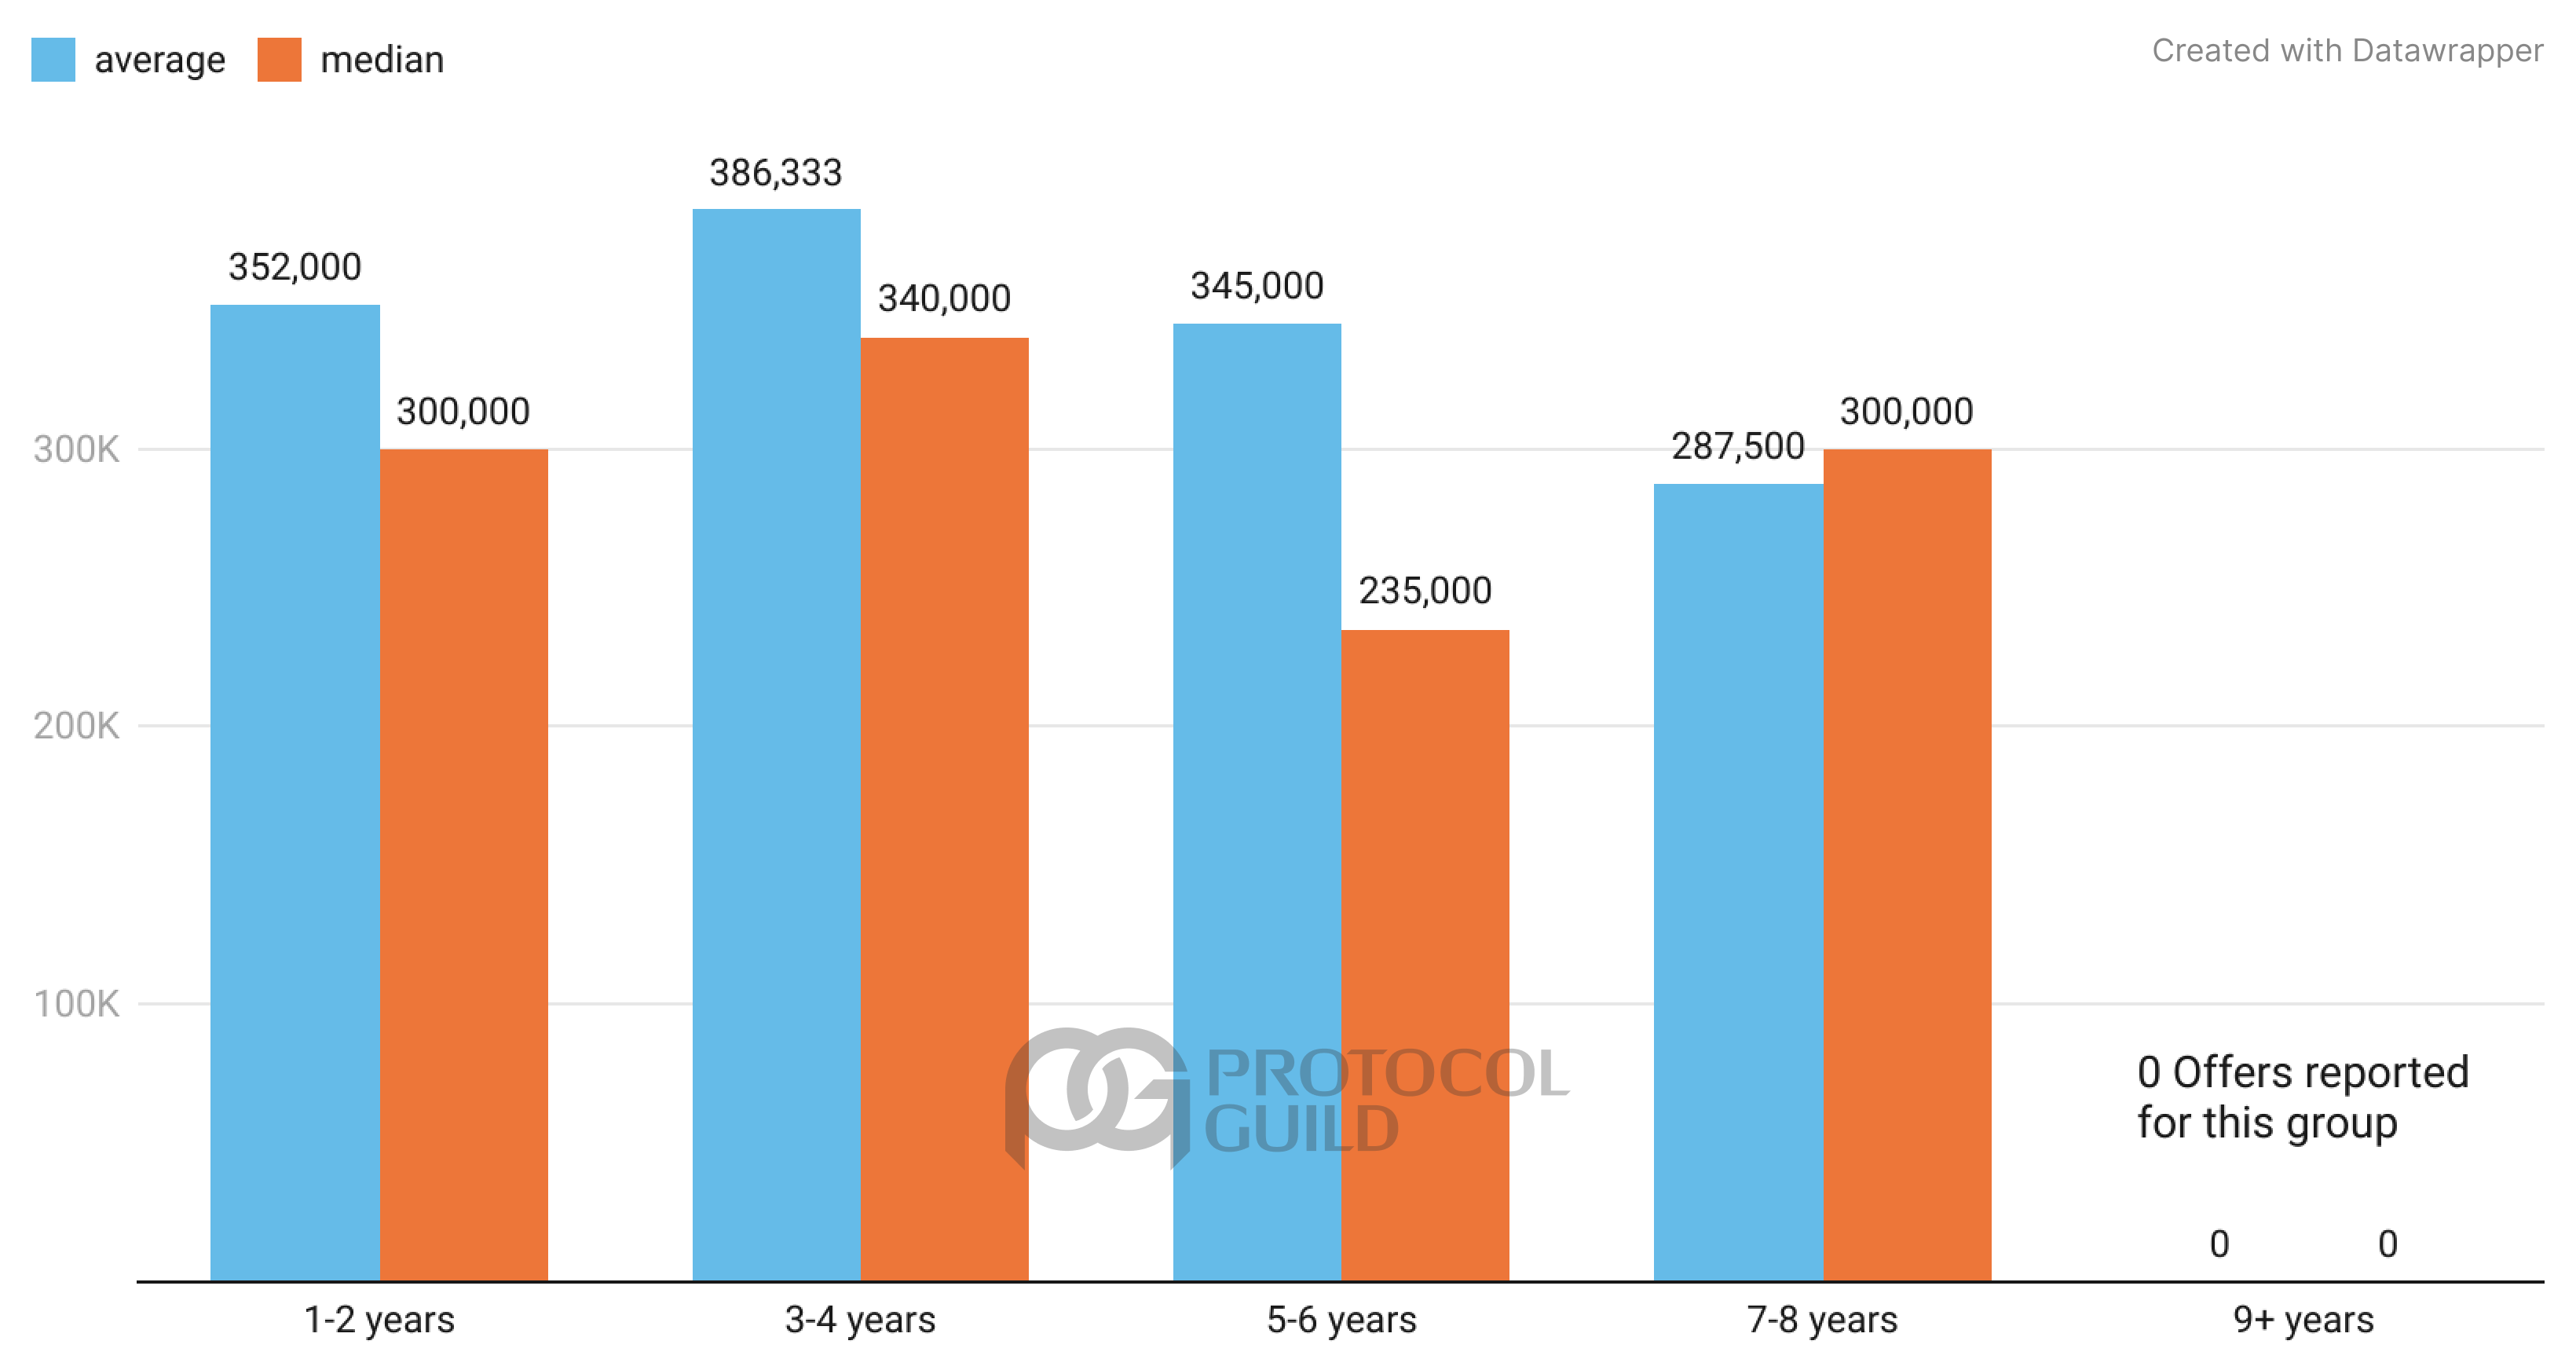 average median
Created with Datawrapper
386,333
352,000
340,000
345,000
300,000
300,000
287,500
300K
235,000
200K
100K
PROTOCOL
GUILD
0 Offers reported
for this group
0 0
1-2 years 3-4 years 5-6 years 7-8 years 9+ years